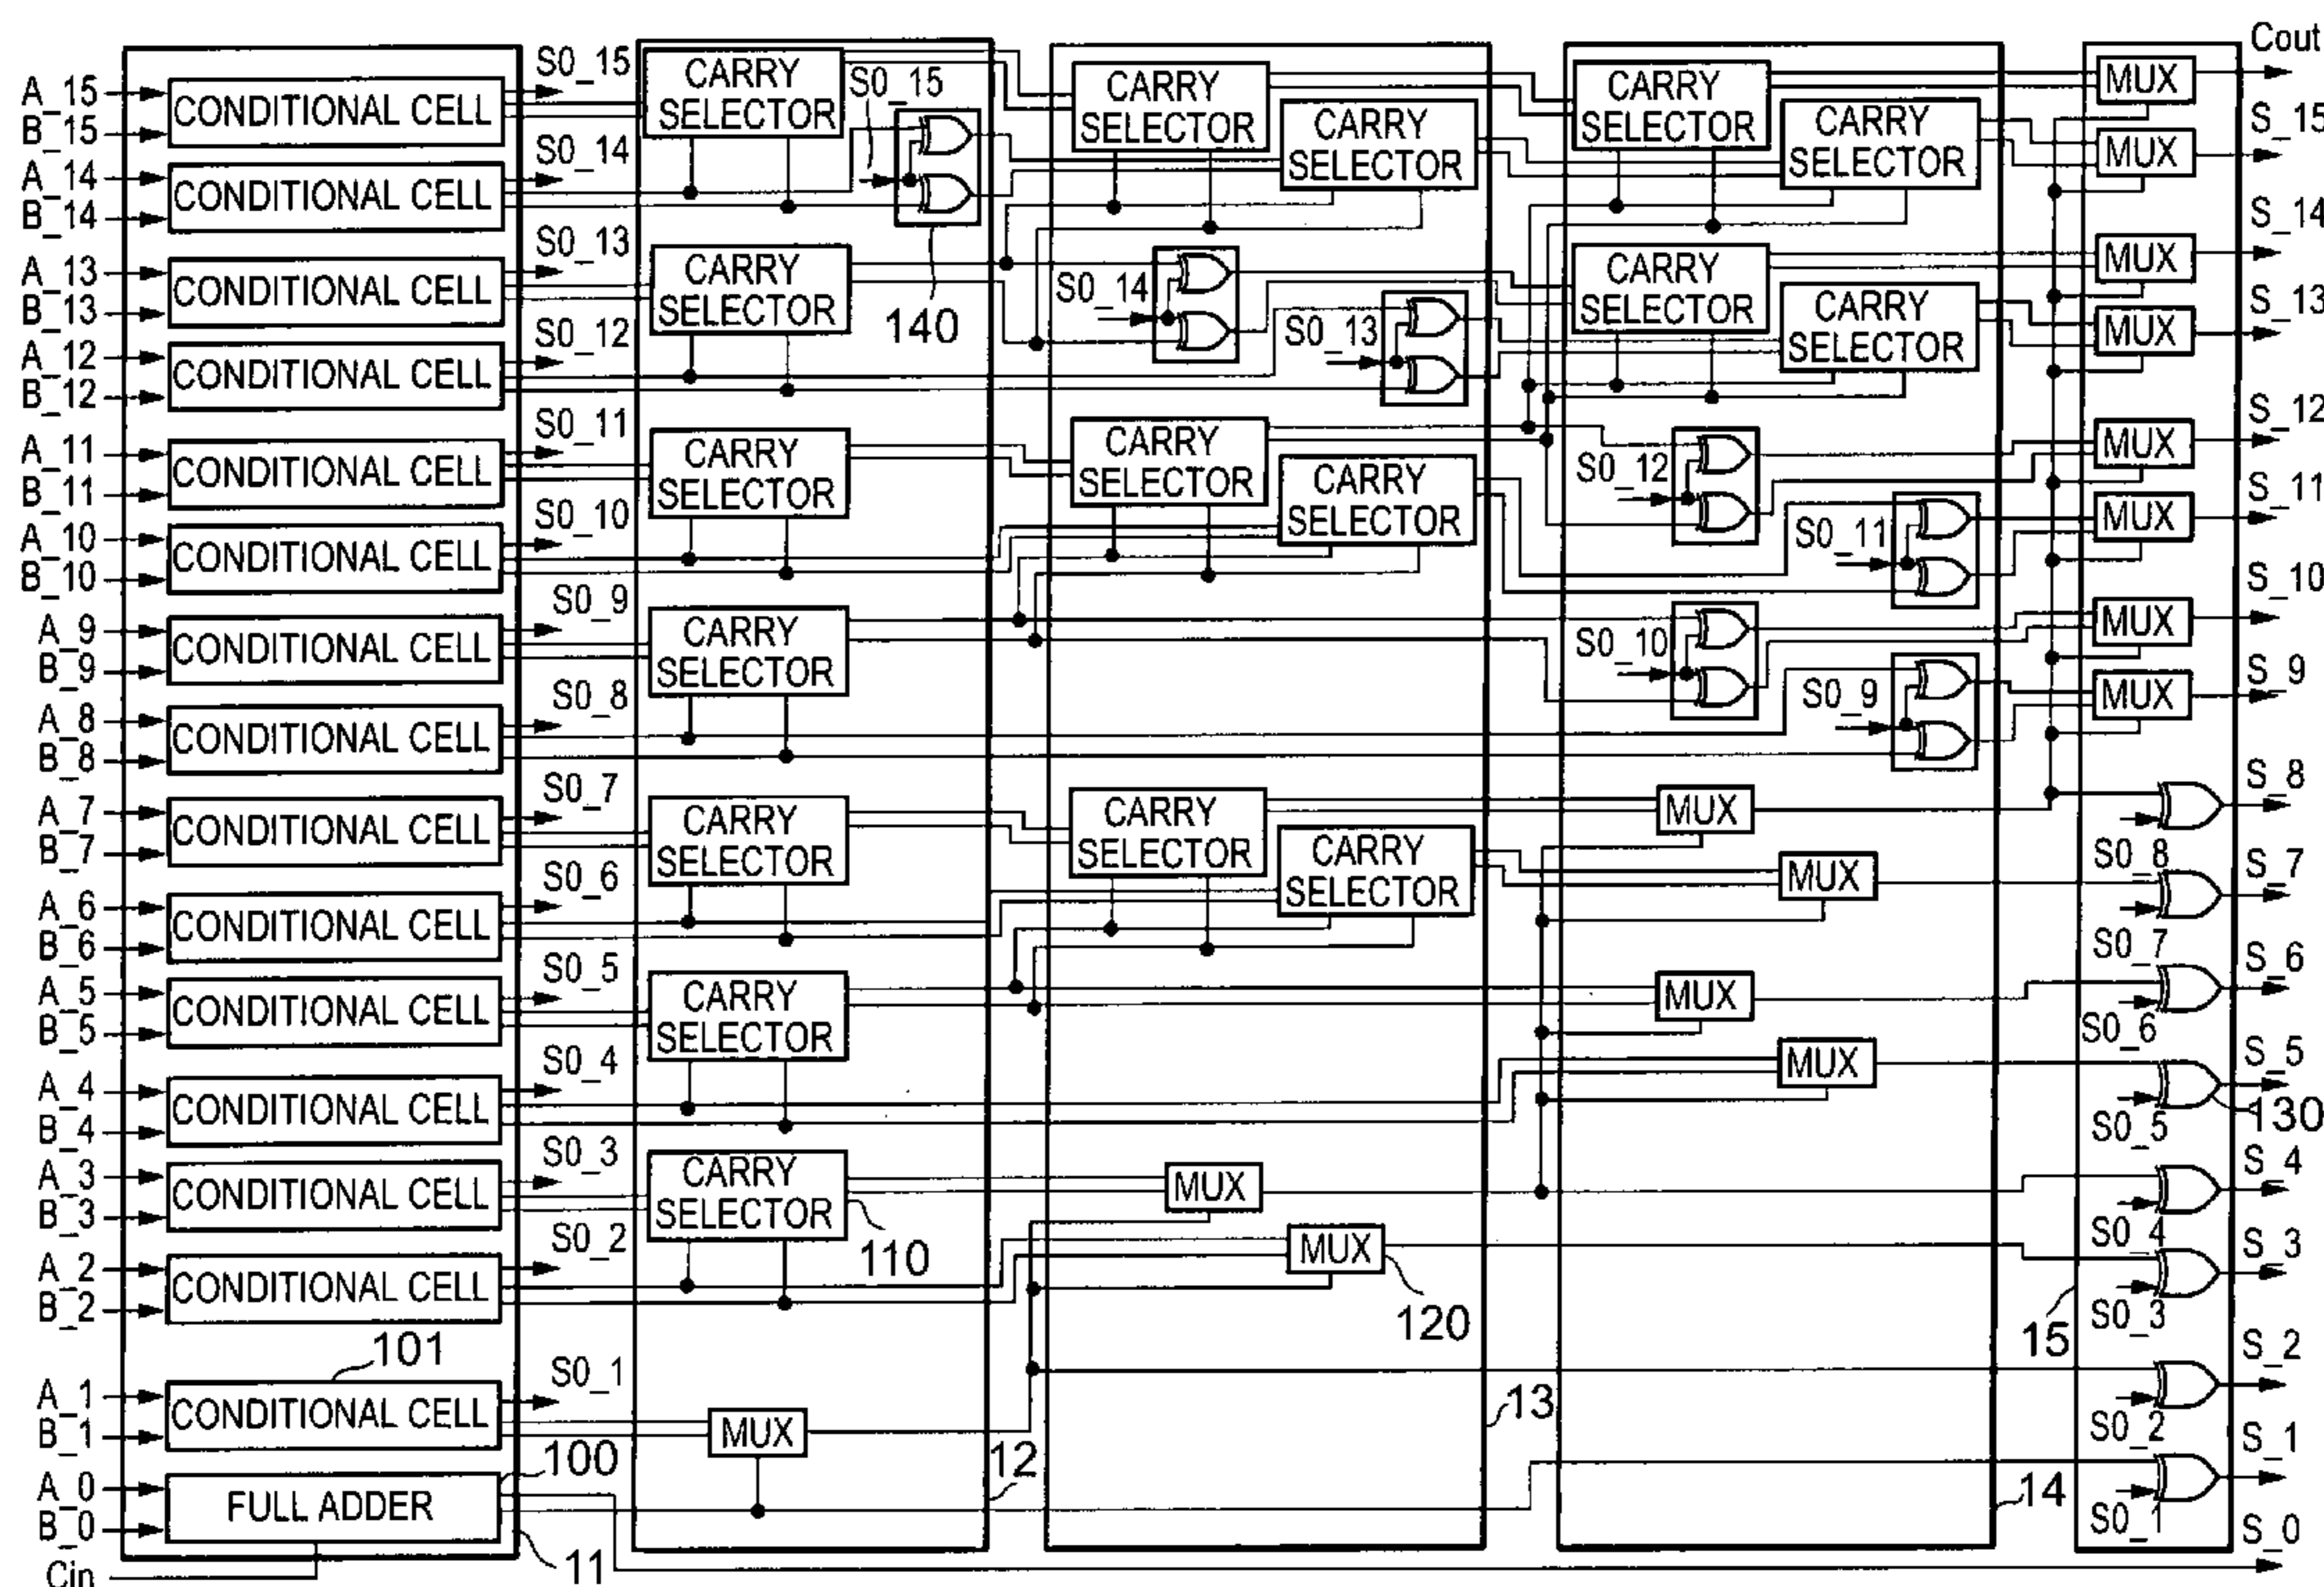 A_15
B_15
A_14
B_14
A_13
B_13
A_12
B_12
A_11
B_11
A_10
B_10
A_9
B_9
A_8
B_8
A_7
B_7
A_6
B_6
A_5
B_5
A_4
B_4
A_3
B_3
A_2
B_2
A_1
B_1
A_0
B_0
Cin
CONDITIONAL CELL
CONDITIONAL CELL
CONDITIONAL CELL
CONDITIONAL CELL
CONDITIONAL CELL
CONDITIONAL CELL
CONDITIONAL CELL
CONDITIONAL CELL
CONDITIONAL CELL
CONDITIONAL CELL
CONDITIONAL CELL
CONDITIONAL CELL
CONDITIONAL CELL
CONDITIONAL CELL
101
CONDITIONAL CELL
100
FULL ADDER
11
S0_15
S0_14
S0_13
S0_12
S0_11
S0_10
S0_9
S0_8
S0_7
S0_6
S0_5
S0_4
S0_3
S0_2
S0_1
CARRY
SELECTOR
S0_15
140
CARRY
SELECTOR
CARRY
SELECTOR
CARRY
SELECTOR
CARRY
SELECTOR
CARRY
SELECTOR
CARRY
SELECTOR
110
MUX
12
CARRY
SELECTOR
CARRY
SELECTOR
S0_14
S0_13
CARRY
SELECTOR
CARRY
SELECTOR
CARRY
SELECTOR
CARRY
SELECTOR
MUX
MUX
120
13
CARRY
SELECTOR
CARRY
SELECTOR
CARRY
SELECTOR
CARRY
SELECTOR
S0_12
S0_11
S0_10
S0_9
MUX
MUX
MUX
MUX
14
MUX
MUX
MUX
MUX
MUX
MUX
MUX
MUX
S0_8
S0_7
S0_6
S0_5
130
S0_4
S0_3
15
S0_2
S0_1
Cout
S_15
S_14
S_13
S_12
S_11
S_10
S_9
S_8
S_7
S_6
S_5
S_4
S_3
S_2
S_1
S_0